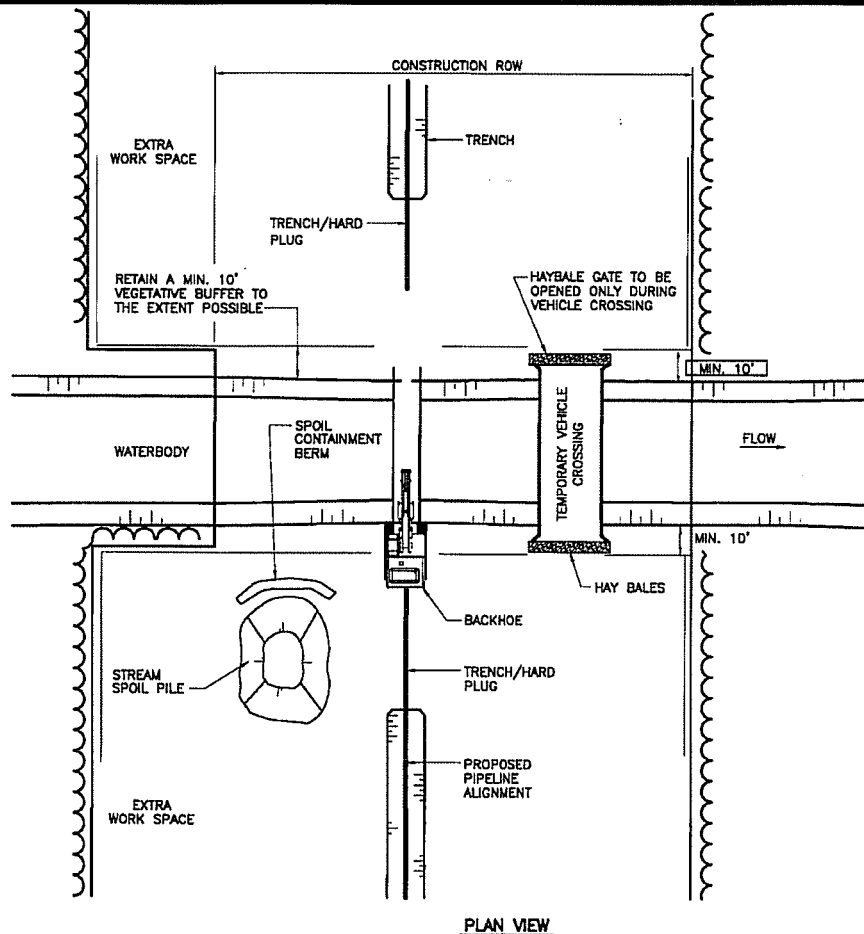 CONSTRUCTION ROW
EXTRA
WORK SPACE
TRENCH
TRENCH/HARD
PLUG
RETAIN A MIN. 10'
VEGETATIVE BUFFER TO
THE EXTENT POSSIBLE
HAYBALE GATE TO BE
OPENED ONLY DURING
VEHICLE CROSSING
MIN. 10'
SPOIL
CONTAINMENT
BERM
WATERBODY
TEMPORARY VEHICLE
CROSSING
FLOW
MIN. 10'
HAY BALES
BACKHOE
STREAM
SPOIL PILE
TRENCH/HARD
PLUG
PROPOSED
PIPELINE
ALIGNMENT
EXTRA
WORK SPACE
PLAN VIEW